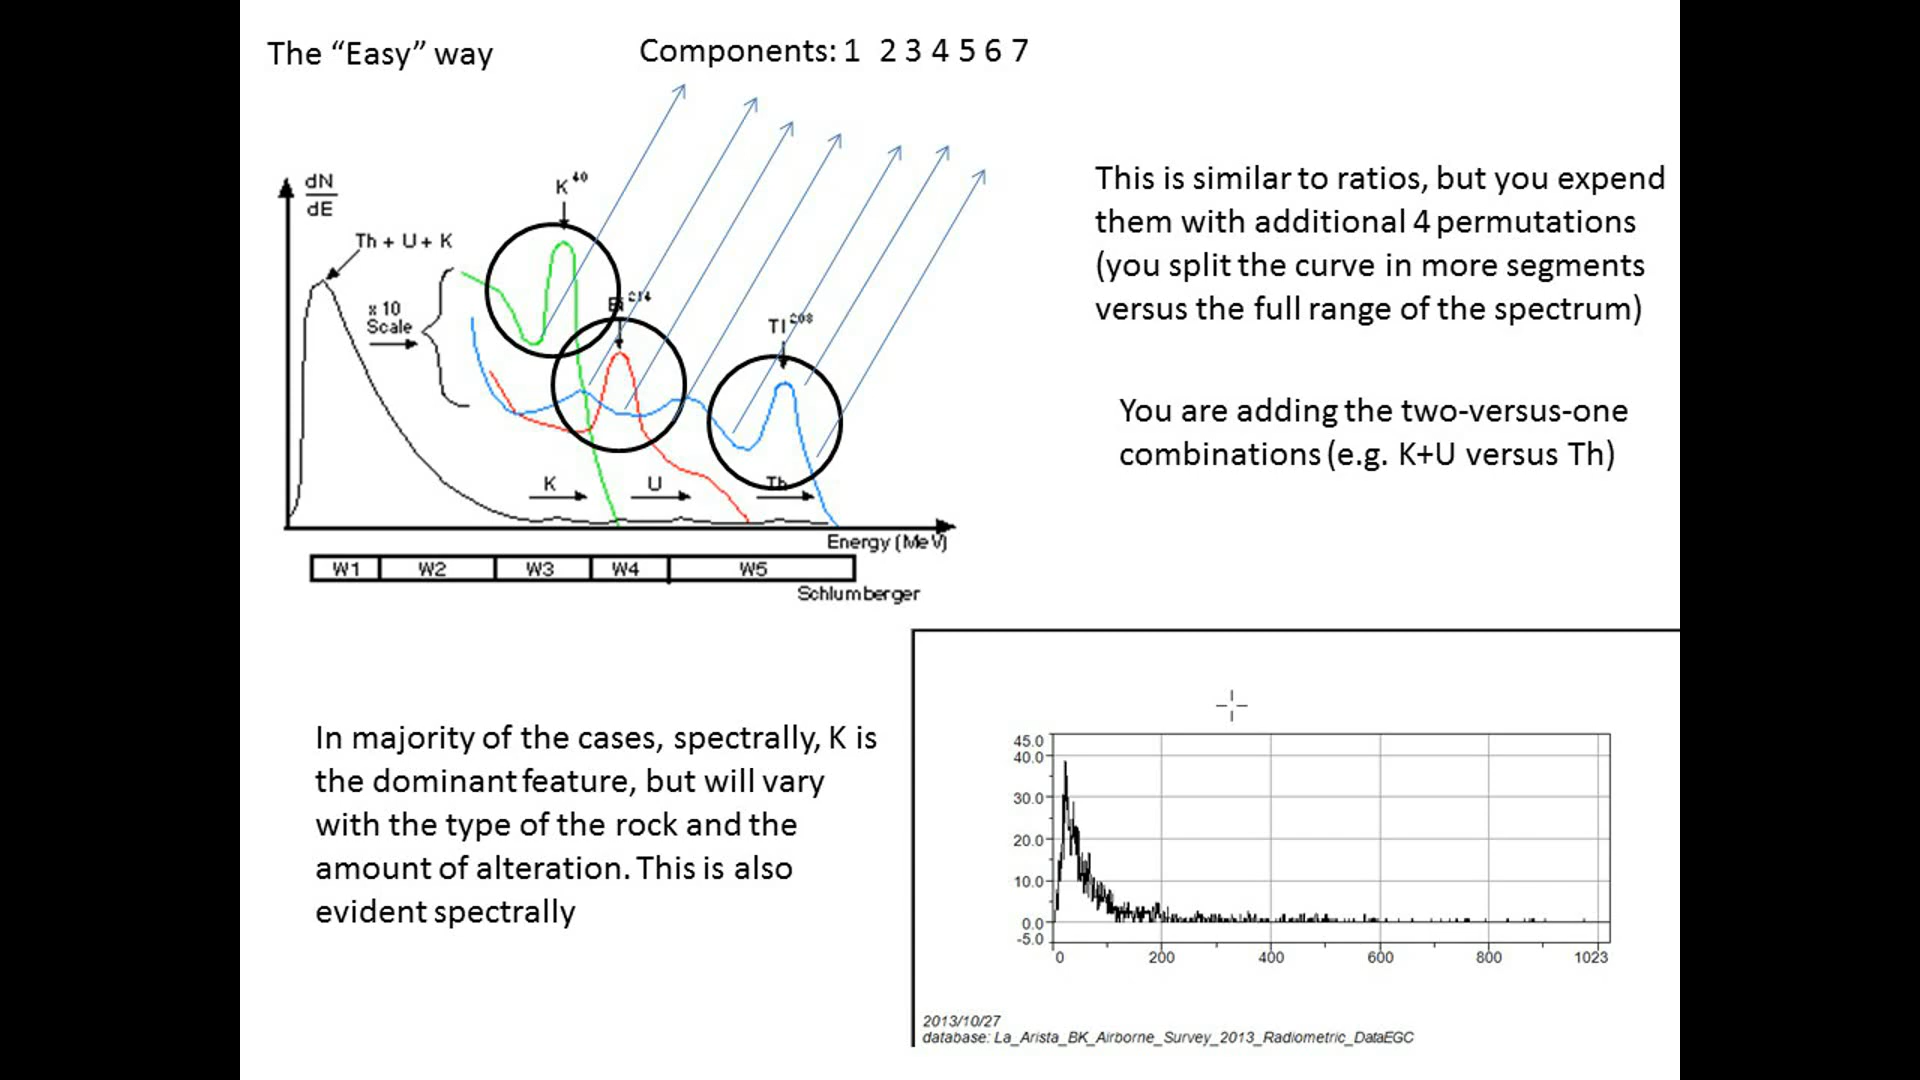 The “Easy” way
Components: 1 2 3 4 5 6 7
dN
dE
K40
Th + U + K
x 10
Scale
Bi214
Tl208
K
U
Th
Energy (MeV)
W1 W2 W3 W4 W5
Schlumberger
This is similar to ratios, but you expend
them with additional 4 permutations
(you split the curve in more segments
versus the full range of the spectrum)
You are adding the two-versus-one
combinations (e.g. K+U versus Th)
In majority of the cases, spectrally, K is
the dominant feature, but will vary
with the type of the rock and the
amount of alteration. This is also
evident spectrally
45.0
40.0
30.0
20.0
10.0
0.0
-5.0
0 200 400 600 800 1023
2013/10/27
database: La_Arista_BK_Airborne_Survey_2013_Radiometric_DataEGC